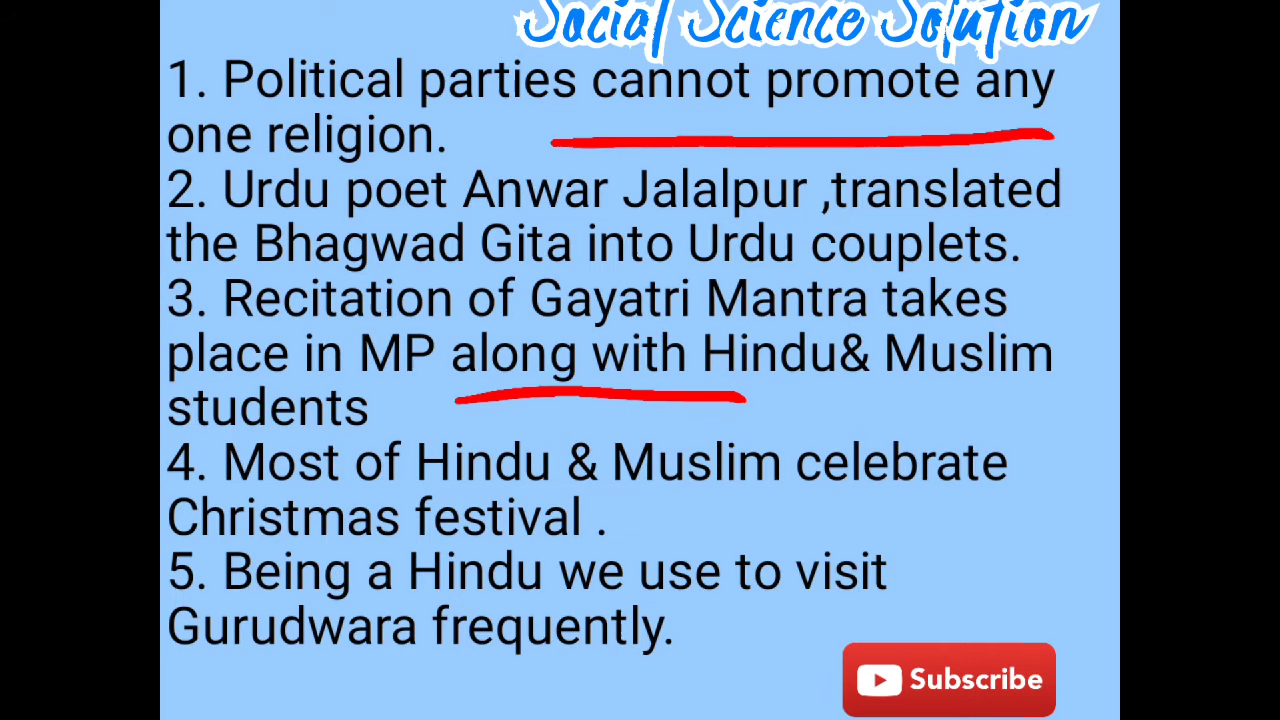 Social Science Solution
1. Political parties cannot promote any
one religion.
2. Urdu poet Anwar Jalalpur ,translated
the Bhagwad Gita into Urdu couplets.
3. Recitation of Gayatri Mantra takes
place in MP along with Hindu& Muslim
students
4. Most of Hindu & Muslim celebrate
Christmas festival .
5. Being a Hindu we use to visit
Gurudwara frequently.
Subscribe